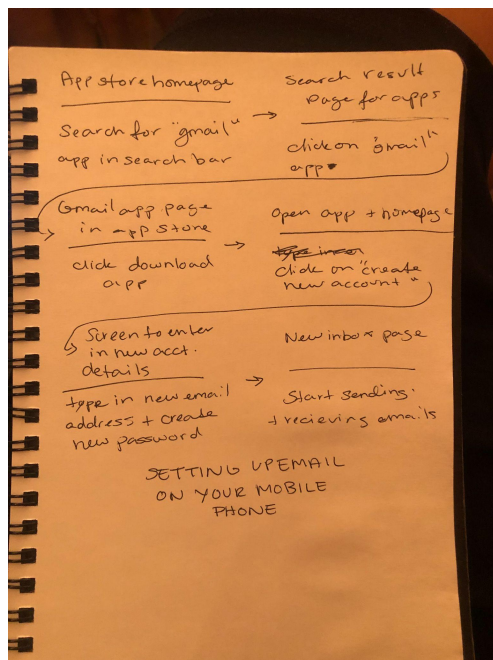 App store homepage
Search for "gmail"
app in search bar
Search result
page for apps
click on "gmail"
app
Gmail app page
in app store
click download
app
Open app + homepage
click on "create
new account"
Screen to enter
in new acct.
details
type in new email
address + create
new password
New inbox page
Start sending
+ recieving emails
SETTING UP EMAIL
ON YOUR MOBILE
PHONE